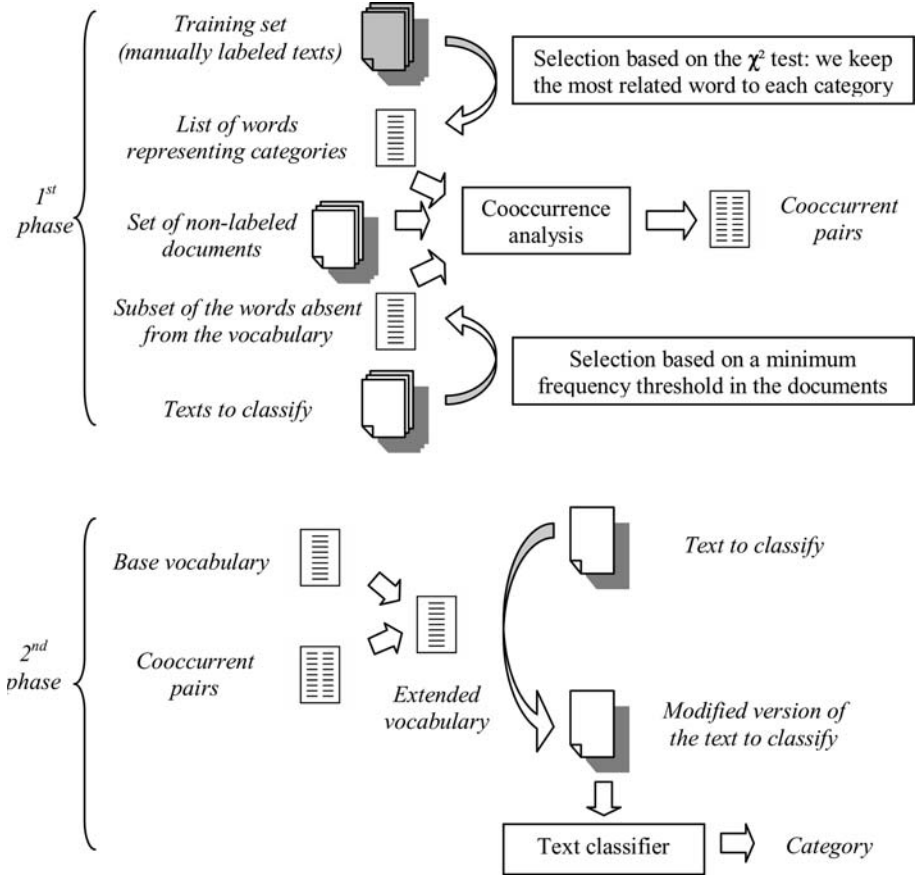 Training set
(manually labeled texts)
Selection based on the χ² test: we keep
the most related word to each category
List of words
representing categories
1st
phase
Set of non-labeled
documents
Cooccurrence
analysis
Cooccurrent
pairs
Subset of the words absent
from the vocabulary
Selection based on a minimum
frequency threshold in the documents
Texts to classify
Base vocabulary
Text to classify
2nd
phase
Cooccurrent
pairs
Extended
vocabulary
Modified version of
the text to classify
Text classifier
Category